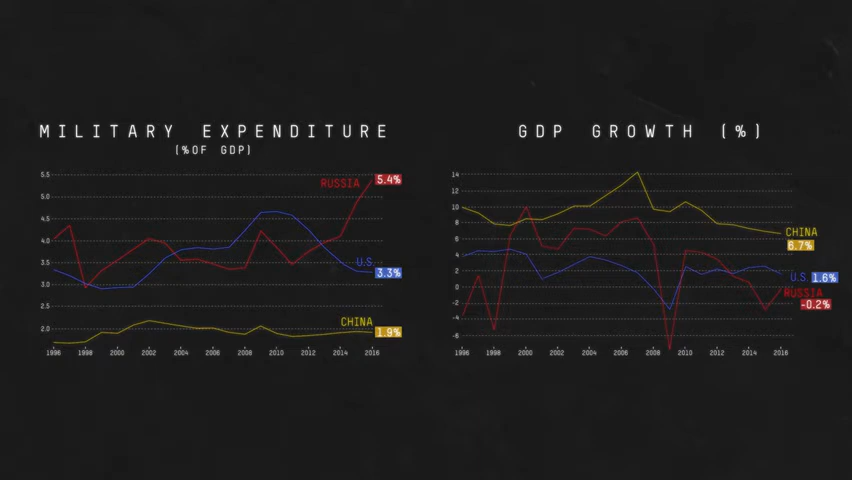 MILITARY EXPENDITURE
(%OF GDP)
5.5
5.0
4.5
4.0
3.5
3.0
2.5
2.0
RUSSIA 5.4%
U.S. 3.3%
CHINA 1.9%
1996 1998 2000 2002 2004 2006 2008 2010 2012 2014 2016
GDP GROWTH (%)
14
12
10
8
6
4
2
0
-2
-4
-6
CHINA
6.7%
U.S. 1.6%
RUSSIA
-0.2%
1996 1998 2000 2002 2004 2006 2008 2010 2012 2014 2016